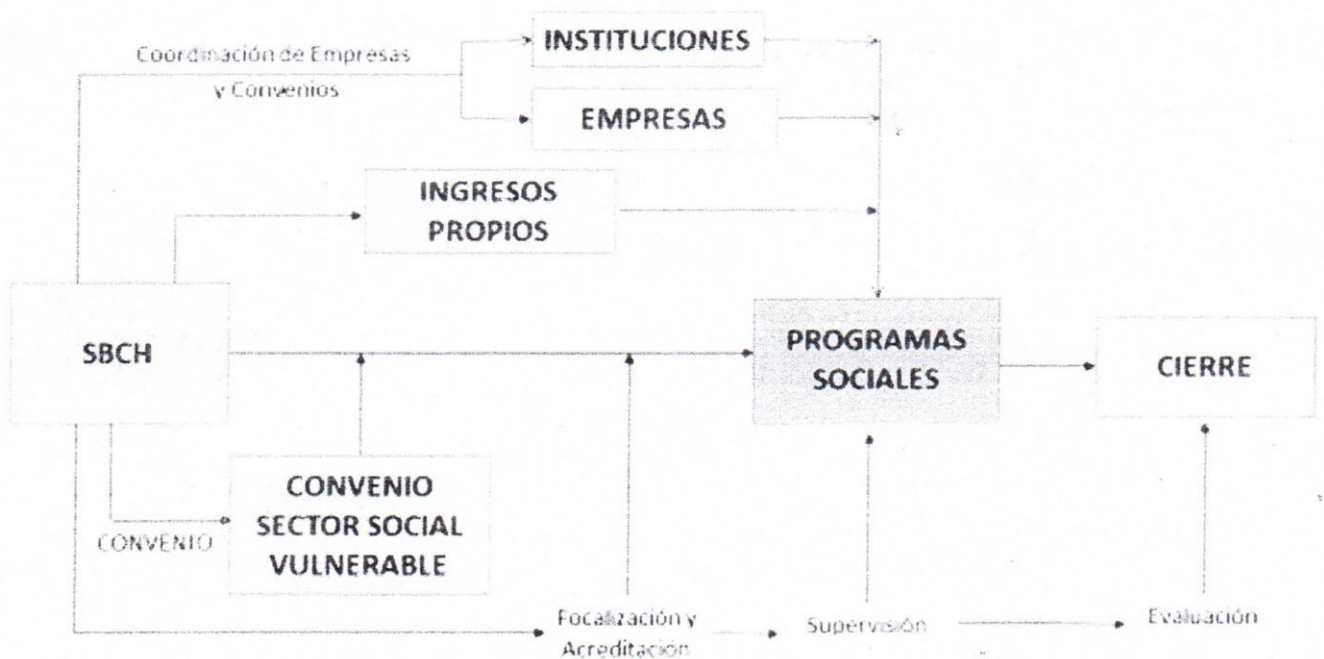 INSTITUCIONES
Coordinación de Empresas
y Convenios
EMPRESAS
INGRESOS
PROPIOS
SBCH
PROGRAMAS
SOCIALES
CIERRE
CONVENIO
SECTOR SOCIAL
VULNERABLE
CONVENIO
Focalización y
Acreditación
Supervisión
Evaluación